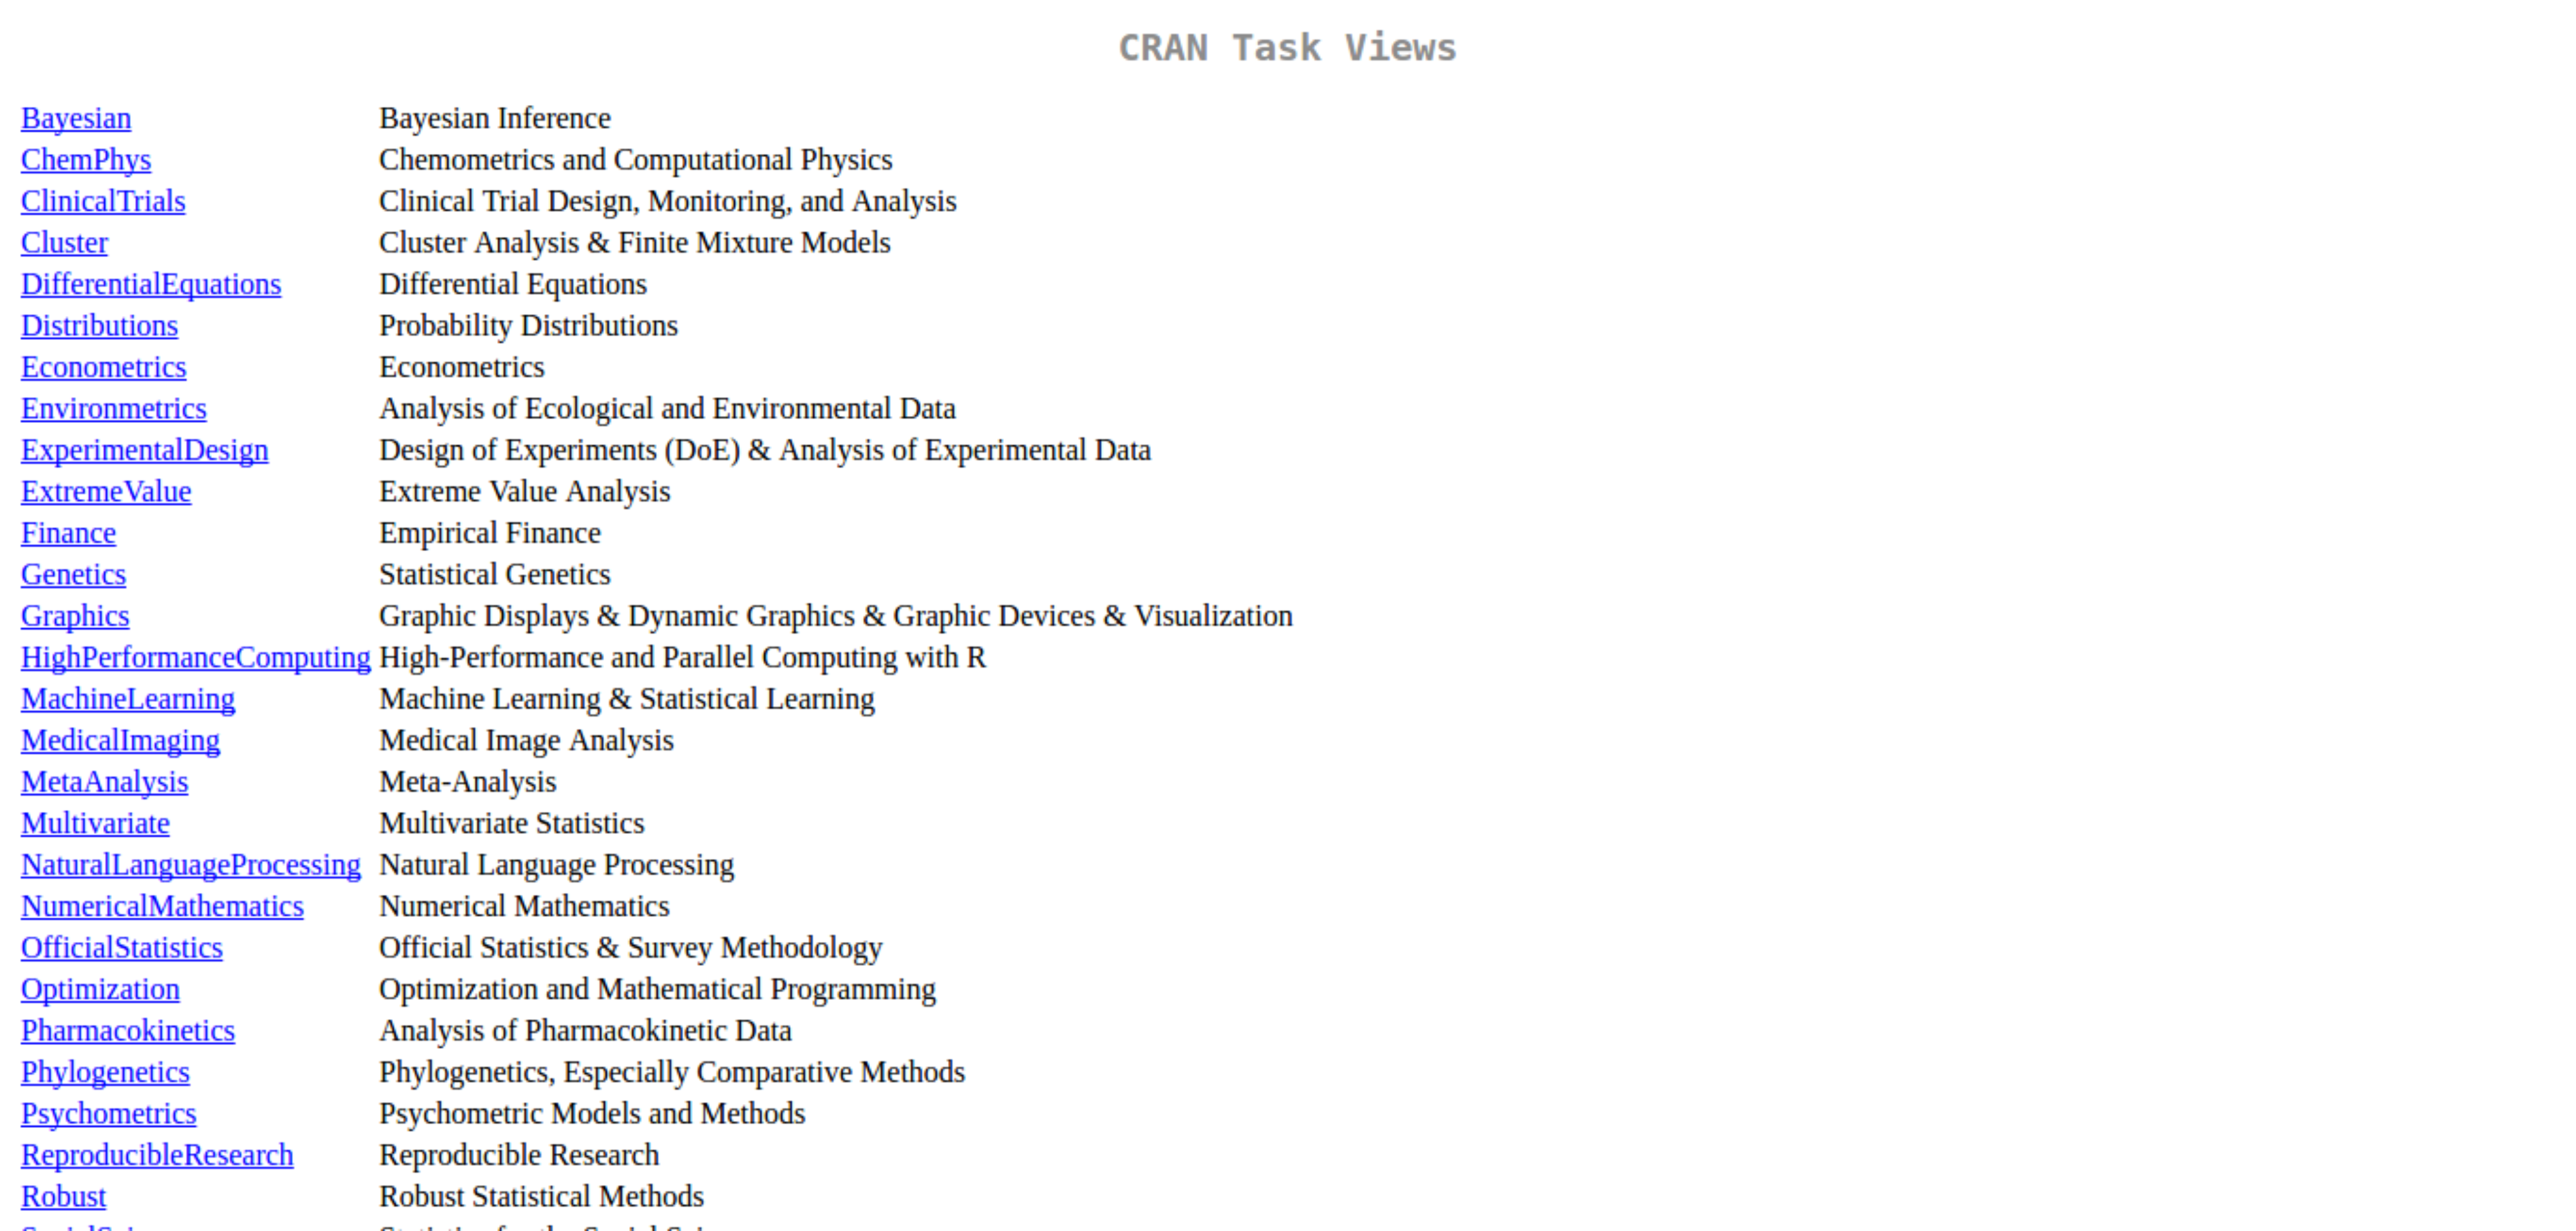 CRAN Task Views
Bayesian Bayesian Inference
ChemPhys Chemometrics and Computational Physics
ClinicalTrials Clinical Trial Design, Monitoring, and Analysis
Cluster Cluster Analysis & Finite Mixture Models
DifferentialEquations Differential Equations
Distributions Probability Distributions
Econometrics Econometrics
Environmetrics Analysis of Ecological and Environmental Data
ExperimentalDesign Design of Experiments (DoE) & Analysis of Experimental Data
ExtremeValue Extreme Value Analysis
Finance Empirical Finance
Genetics Statistical Genetics
Graphics Graphic Displays & Dynamic Graphics & Graphic Devices & Visualization
HighPerformanceComputing High-Performance and Parallel Computing with R
MachineLearning Machine Learning & Statistical Learning
MedicalImaging Medical Image Analysis
MetaAnalysis Meta-Analysis
Multivariate Multivariate Statistics
NaturalLanguageProcessing Natural Language Processing
NumericalMathematics Numerical Mathematics
OfficialStatistics Official Statistics & Survey Methodology
Optimization Optimization and Mathematical Programming
Pharmacokinetics Analysis of Pharmacokinetic Data
Phylogenetics Phylogenetics, Especially Comparative Methods
Psychometrics Psychometric Models and Methods
ReproducibleResearch Reproducible Research
Robust Robust Statistical Methods